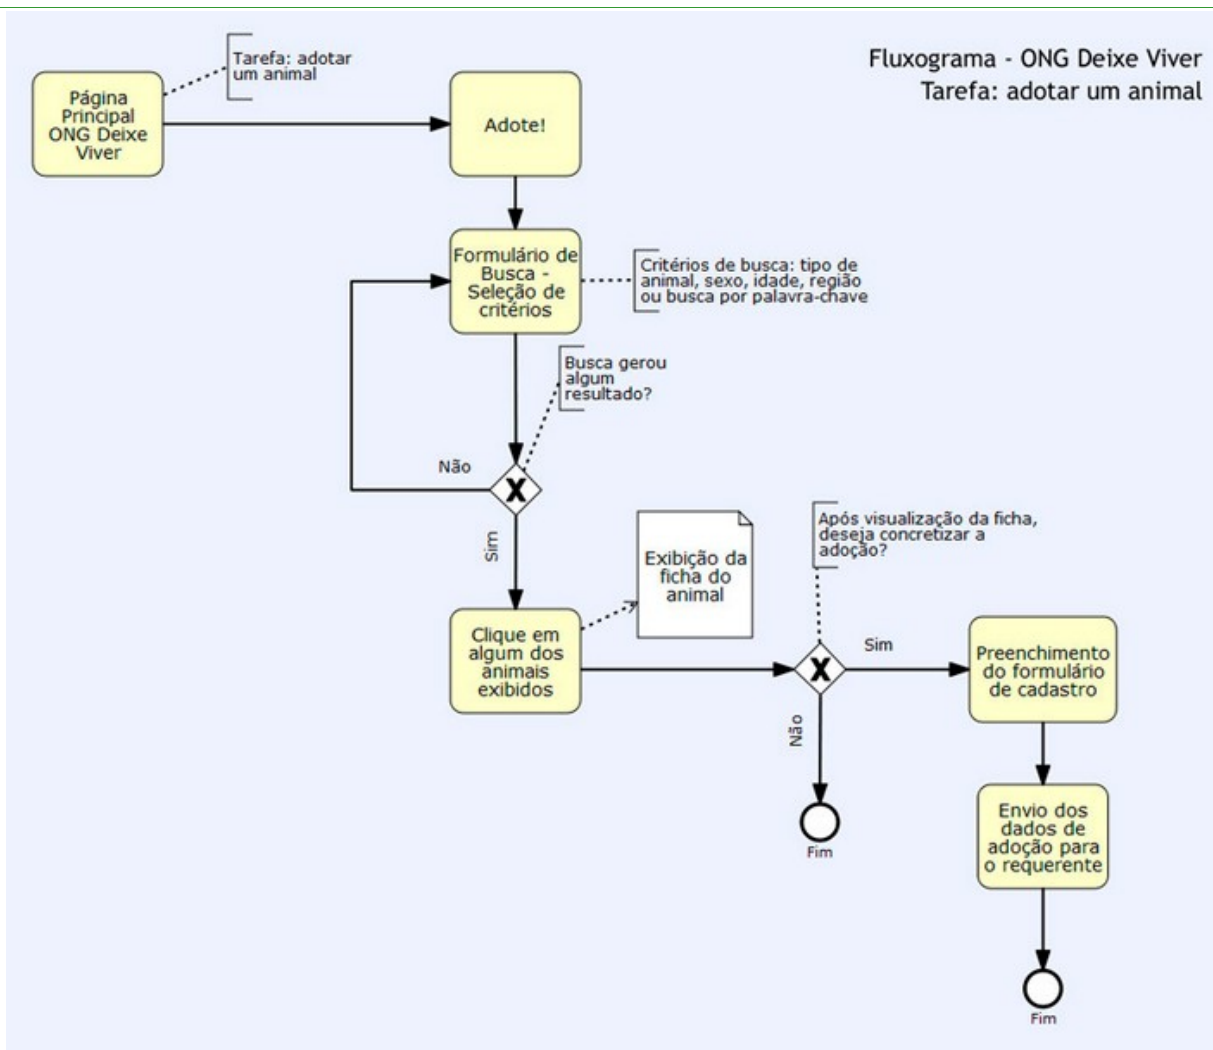 Fluxograma - ONG Deixe Viver
Tarefa: adotar um animal
Tarefa: adotar
um animal
Página
Principal
ONG Deixe
Viver
Adote!
Formulário de
Busca -
Seleção de
critérios
Critérios de busca: tipo de
animal, sexo, idade, região
ou busca por palavra-chave
Busca gerou
algum
resultado?
Não
X
Sim
Clique em
algum dos
animais
exibidos
Exibição da
ficha do
animal
Após visualização da ficha,
deseja concretizar a
adoção?
X
Sim
Não
Fim
Preenchimento
do formulário
de cadastro
Envio dos
dados de
adoção para
o requerente
Fim